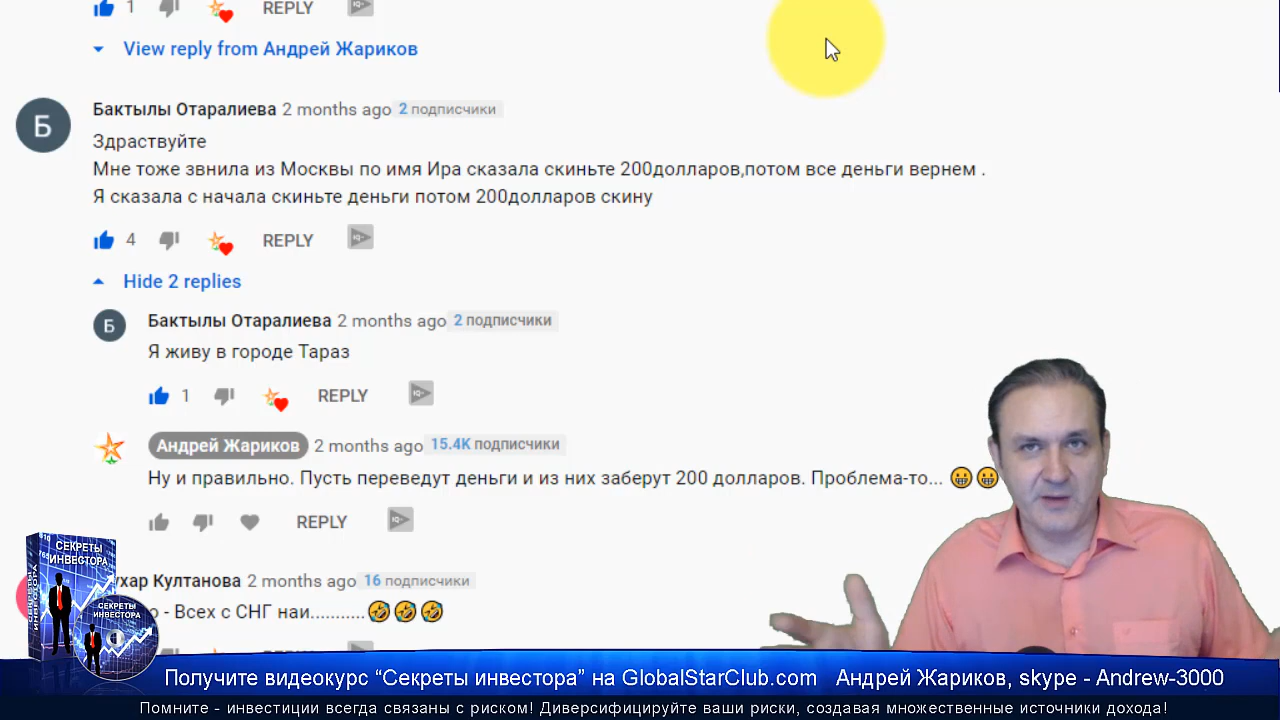 1 REPLY
View reply from Андрей Жариков
Бактылы Отаралиева 2 months ago 2 подписчики
Б
Здраствуйте
Мне тоже звнила из Москвы по имя Ира сказала скиньте 200долларов,потом все деньги вернем .
Я сказала с начала скиньте деньги потом 200долларов скину
4 REPLY
Hide 2 replies
Бактылы Отаралиева 2 months ago 2 подписчики
Б
Я живу в городе Тараз
1 REPLY
Андрей Жариков 2 months ago 15.4K подписчики
Ну и правильно. Пусть переведут деньги и из них заберут 200 долларов. Проблема-то... 😀😀
REPLY
СЕКРЕТЫ
ИНВЕСТОРА
СЕКРЕТЫ
ИНВЕСТОРА
Култанова 2 months ago 16 подписчики
- Всех с СНГ наи...........🤣🤣🤣
Получите видеокурс “Секреты инвестора” на GlobalStarClub.com Андрей Жариков, skype - Andrew-3000
Помните - инвестиции всегда связаны с риском! Диверсифицируйте ваши риски, создавая множественные источники дохода!